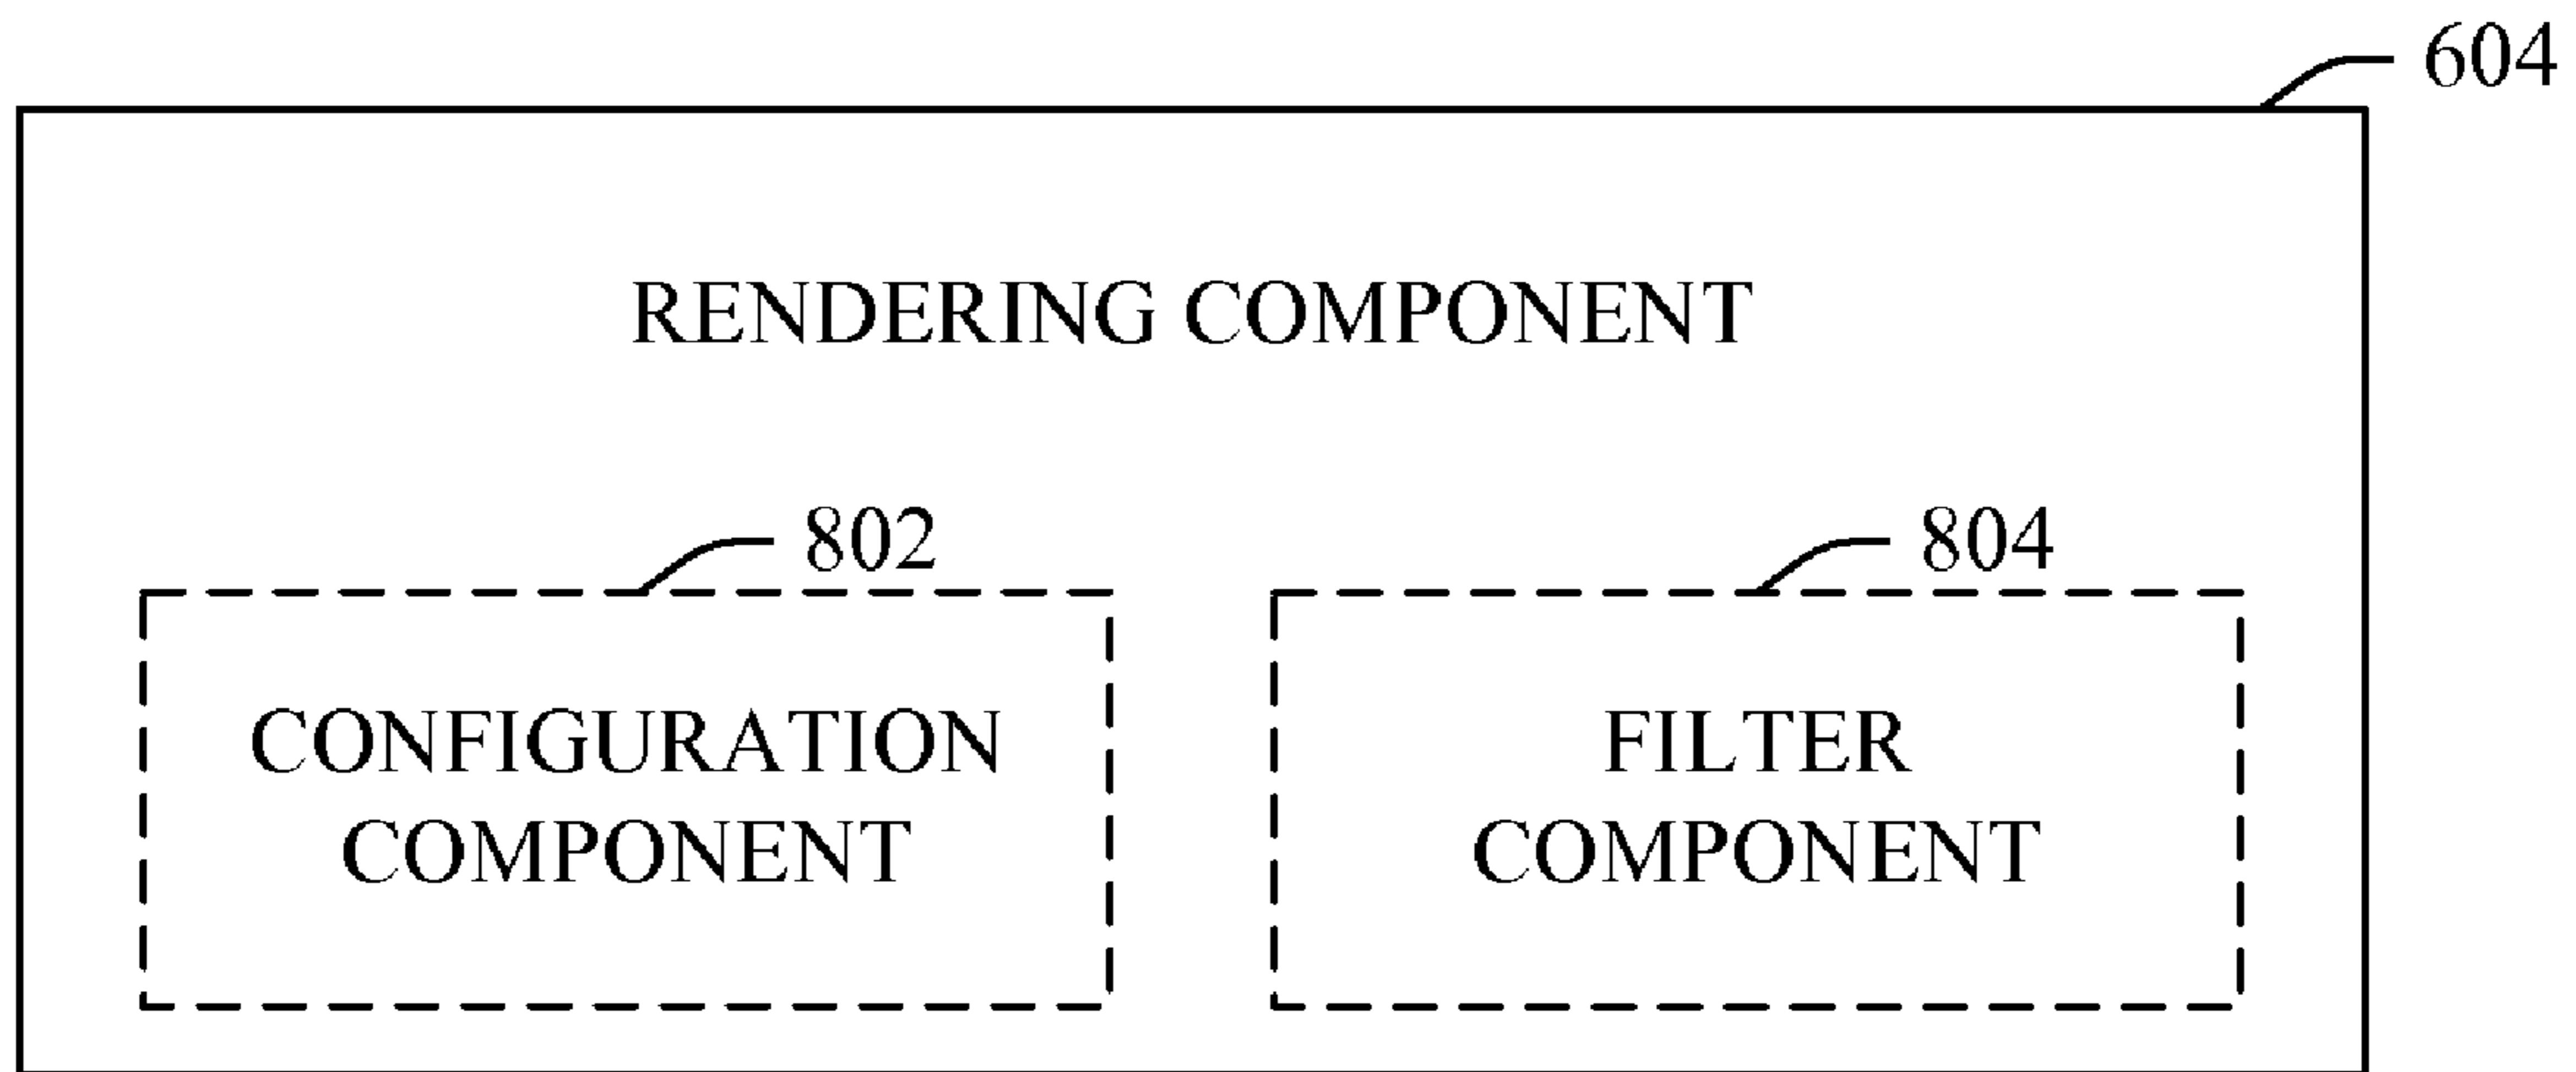 604
RENDERING COMPONENT
802
804
CONFIGURATION
COMPONENT
FILTER
COMPONENT